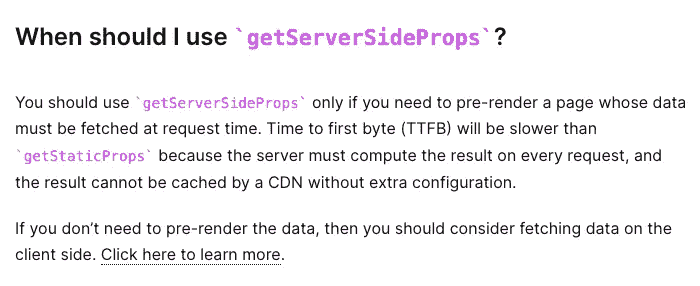 When should I use `getServerSideProps`?
You should use `getServerSideProps` only if you need to pre-render a page whose data
must be fetched at request time. Time to first byte (TTFB) will be slower than
`getStaticProps` because the server must compute the result on every request, and
the result cannot be cached by a CDN without extra configuration.
If you don’t need to pre-render the data, then you should consider fetching data on the
client side. Click here to learn more.